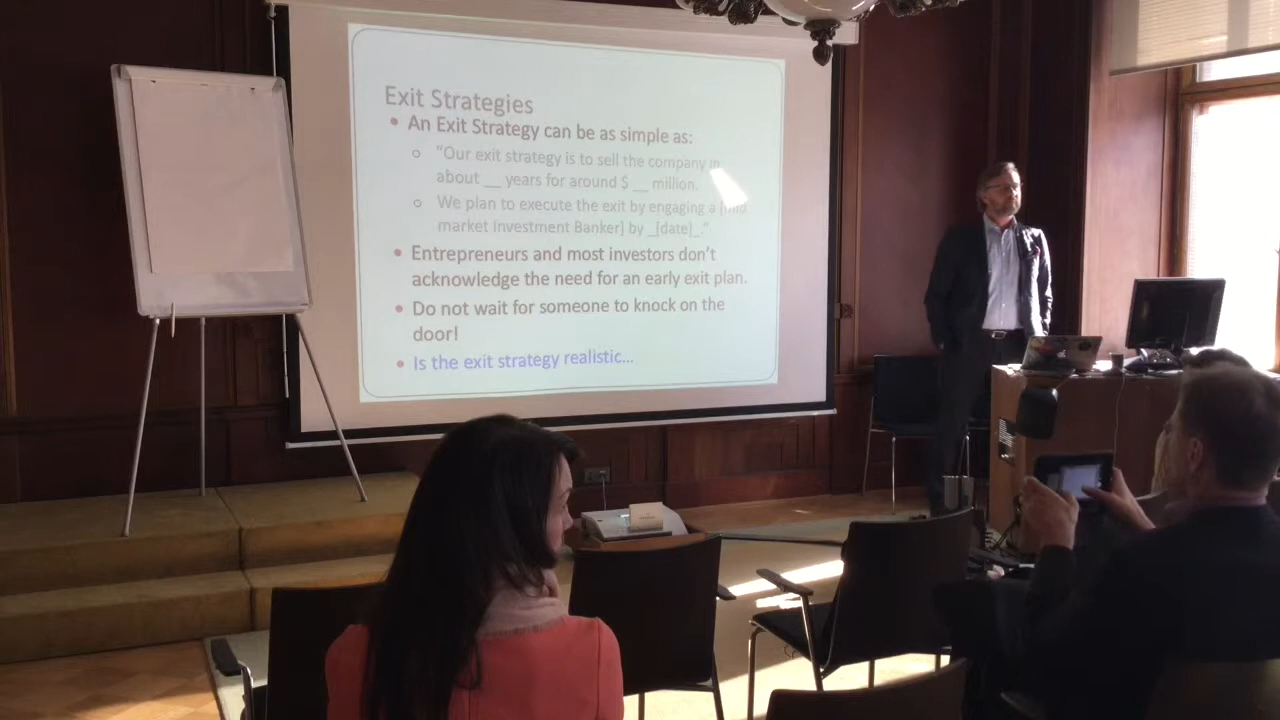 Exit Strategies
• An Exit Strategy can be as simple as:
○ "Our exit strategy is to sell the company in
about __ years for around $ __ million.
○ We plan to execute the exit by engaging a [mid
market Investment Banker] by _[date]_."
• Entrepreneurs and most investors don't
acknowledge the need for an early exit plan.
• Do not wait for someone to knock on the
door!
• Is the exit strategy realistic…